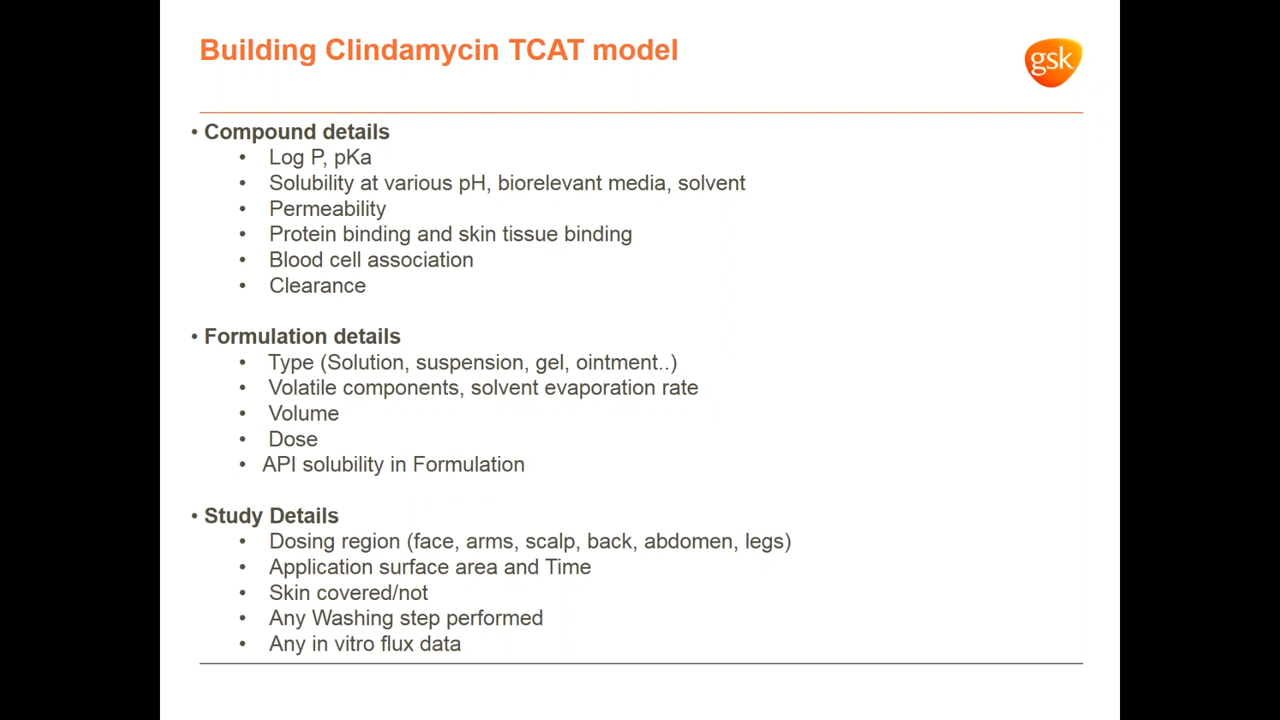 Building Clindamycin TCAT model
gsk
• Compound details
• Log P, pKa
• Solubility at various pH, biorelevant media, solvent
• Permeability
• Protein binding and skin tissue binding
• Blood cell association
• Clearance
• Formulation details
• Type (Solution, suspension, gel, ointment..)
• Volatile components, solvent evaporation rate
• Volume
• Dose
• API solubility in Formulation
• Study Details
• Dosing region (face, arms, scalp, back, abdomen, legs)
• Application surface area and Time
• Skin covered/not
• Any Washing step performed
• Any in vitro flux data